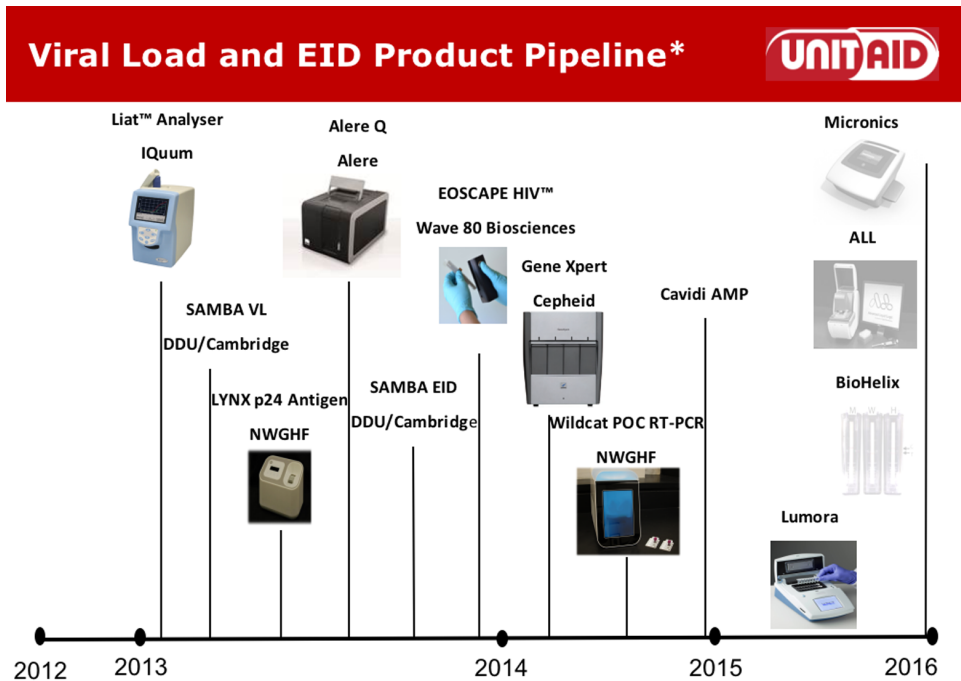 Viral Load and EID Product Pipeline*
UNITAID
Liat™ Analyser
IQuum
Alere Q
Alere
EOSCAPE HIV™
Wave 80 Biosciences
Gene Xpert
Cepheid
Cavidi AMP
Micronics
ALL
BioHelix
M W H
Lumora
SAMBA VL
DDU/Cambridge
LYNX p24 Antigen
NWGHF
SAMBA EID
DDU/Cambridge
Wildcat POC RT-PCR
NWGHF
2012
2013
2014
2015
2016